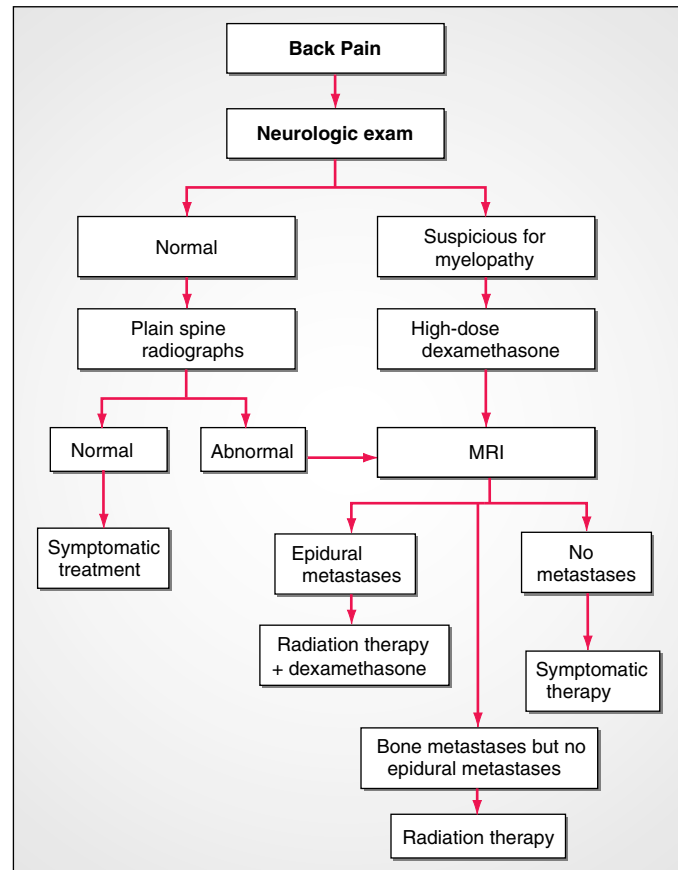 Back Pain
Neurologic exam
Normal
Suspicious for
myelopathy
Plain spine
radiographs
High-dose
dexamethasone
Normal
Abnormal
MRI
Symptomatic
treatment
Epidural
metastases
No
metastases
Radiation therapy
+ dexamethasone
Symptomatic
therapy
Bone metastases but no
epidural metastases
Radiation therapy